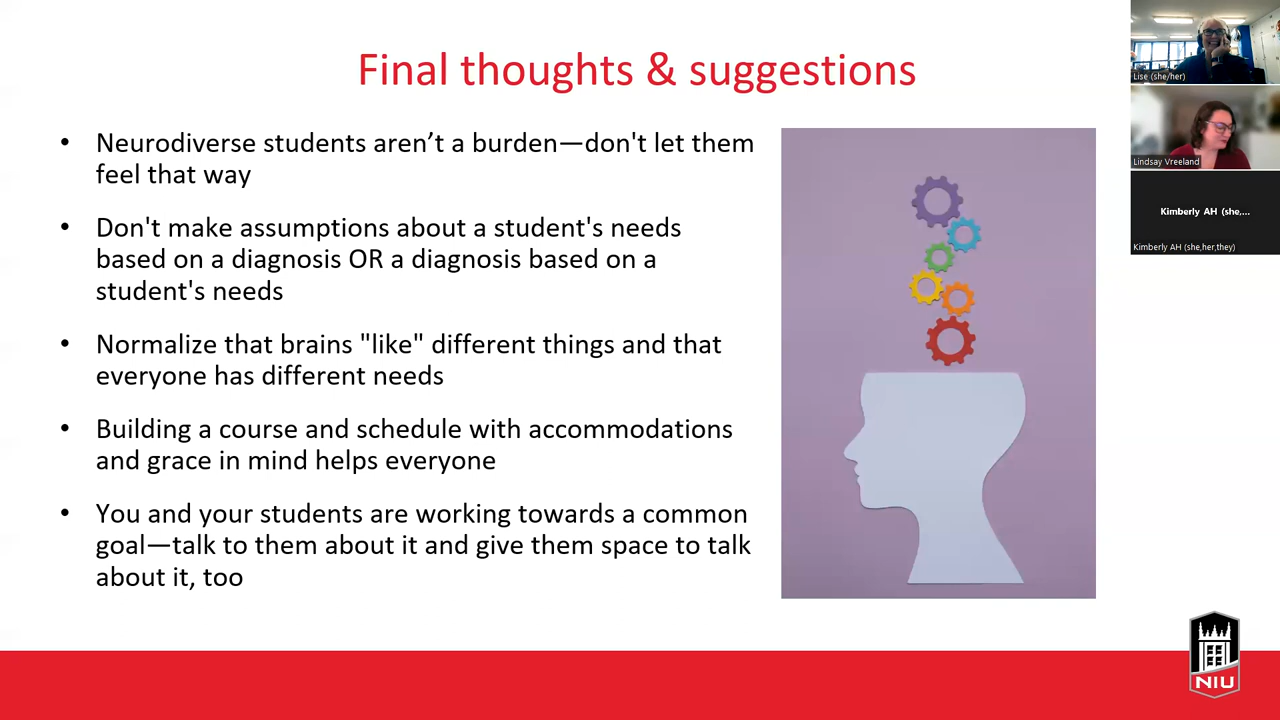 Final thoughts & suggestions
• Neurodiverse students aren’t a burden—don't let them
feel that way
• Don't make assumptions about a student's needs
based on a diagnosis OR a diagnosis based on a
student's needs
• Normalize that brains "like" different things and that
everyone has different needs
• Building a course and schedule with accommodations
and grace in mind helps everyone
• You and your students are working towards a common
goal—talk to them about it and give them space to talk
about it, too
Lise (she/her)
Lindsay Vreeland
Kimberly AH (she,...
Kimberly AH (she,her,they)
NIU